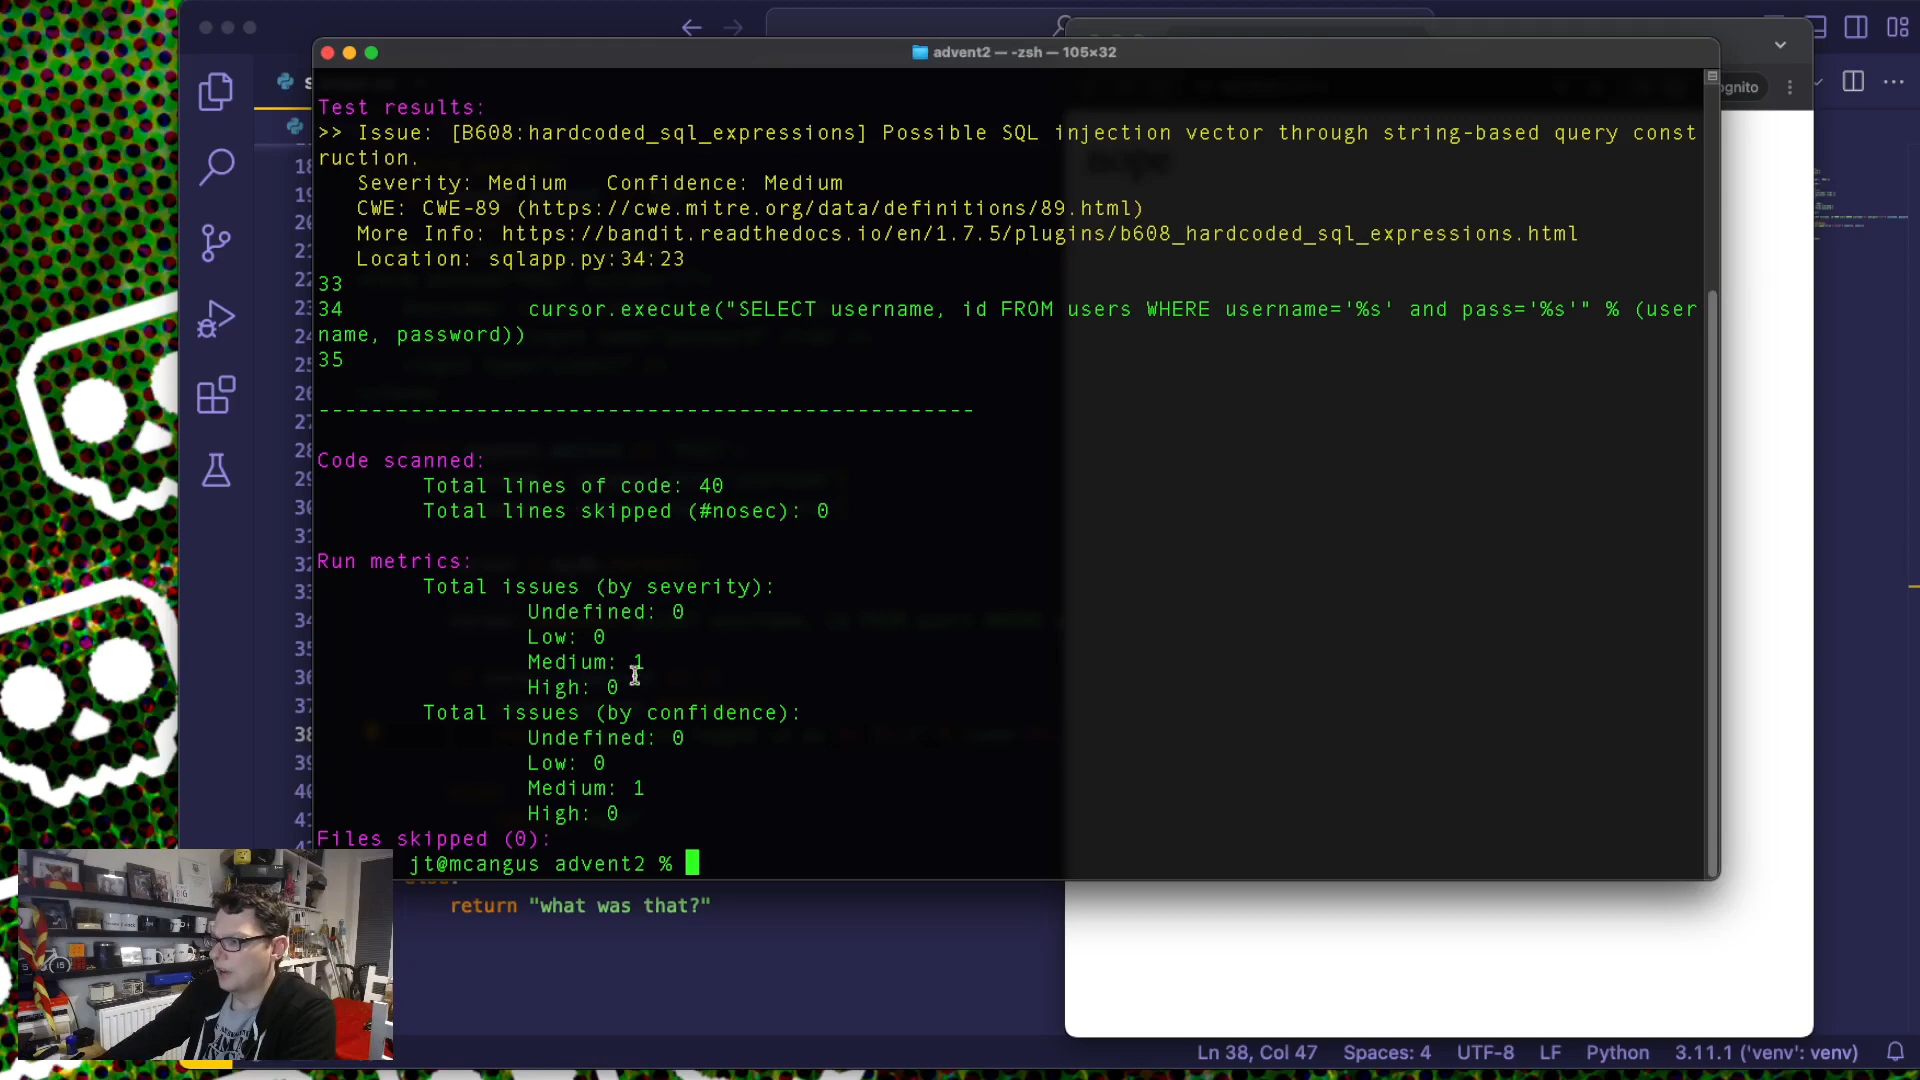 advent2 — -zsh — 105×32
gnito
Test results:
>> Issue: [B608:hardcoded_sql_expressions] Possible SQL injection vector through string-based query const
ruction.
nope
Severity: Medium   Confidence: Medium
CWE: CWE-89 (https://cwe.mitre.org/data/definitions/89.html)
More Info: https://bandit.readthedocs.io/en/1.7.5/plugins/b608_hardcoded_sql_expressions.html
Location: sqlapp.py:34:23
33
34              cursor.execute("SELECT username, id FROM users WHERE username='%s' and pass='%s'" % (user
name, password))
35
--------------------------------------------------
Code scanned:
Total lines of code: 40
Total lines skipped (#nosec): 0
Run metrics:
Total issues (by severity):
Undefined: 0
Low: 0
Medium: 1
High: 0
Total issues (by confidence):
Undefined: 0
Low: 0
Medium: 1
High: 0
Files skipped (0):
jt@mcangus advent2 %
return "what was that?"
Ln 38, Col 47   Spaces: 4   UTF-8   LF   Python   3.11.1 ('venv': venv)